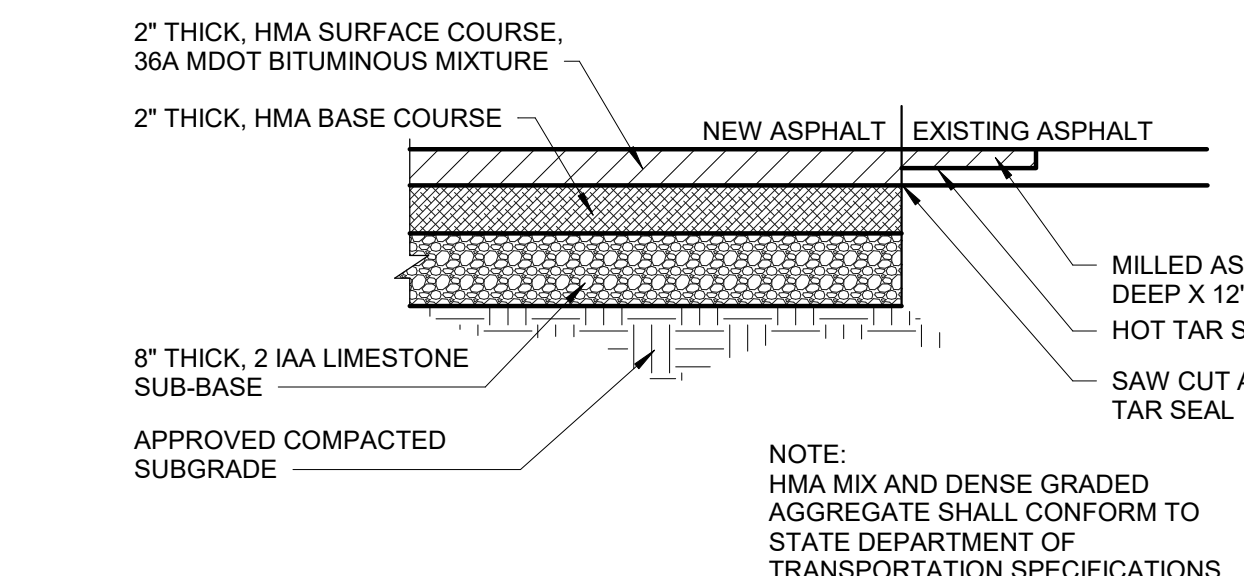 2" THICK, HMA SURFACE COURSE,
36A MDOT BITUMINOUS MIXTURE
2" THICK, HMA BASE COURSE
NEW ASPHALT
EXISTING ASPHALT
MILLED
DEEP X 12"
HOT TAR
SAW CUT
TAR SEAL
8" THICK, 2 IAA LIMESTONE
SUB-BASE
APPROVED COMPACTED
SUBGRADE
NOTE:
HMA MIX AND DENSE GRADED
AGGREGATE SHALL CONFORM TO
STATE DEPARTMENT OF
TRANSPORTATION SPECIFICATIONS